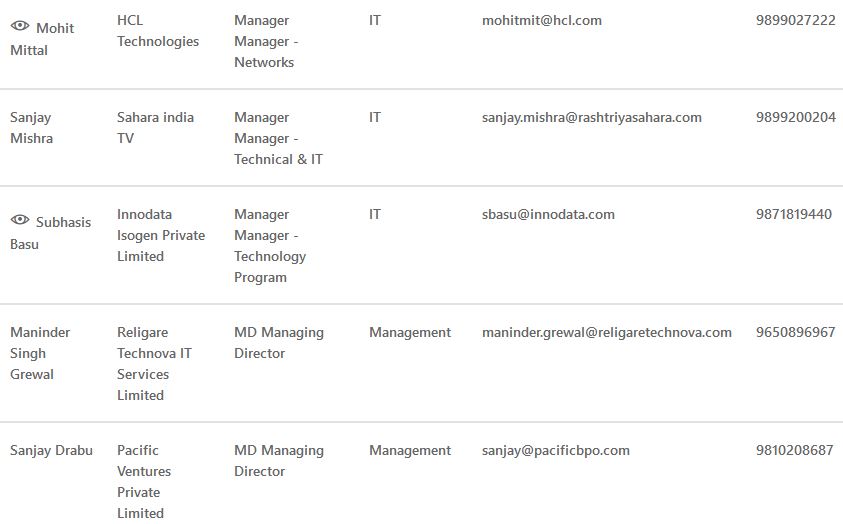 Mohit Mittal HCL Technologies Manager Manager - Networks IT mohitmit@hcl.com 9899027222
Sanjay Mishra Sahara india TV Manager Manager - Technical & IT IT sanjay.mishra@rashtriyasahara.com 9899200204
Subhasis Basu Innodata Isogen Private Limited Manager Manager - Technology Program IT sbasu@innodata.com 9871819440
Maninder Singh Grewal Religare Technova IT Services Limited MD Managing Director Management maninder.grewal@religaretechnova.com 9650896967
Sanjay Drabu Pacific Ventures Private Limited MD Managing Director Management sanjay@pacificbpo.com 9810208687